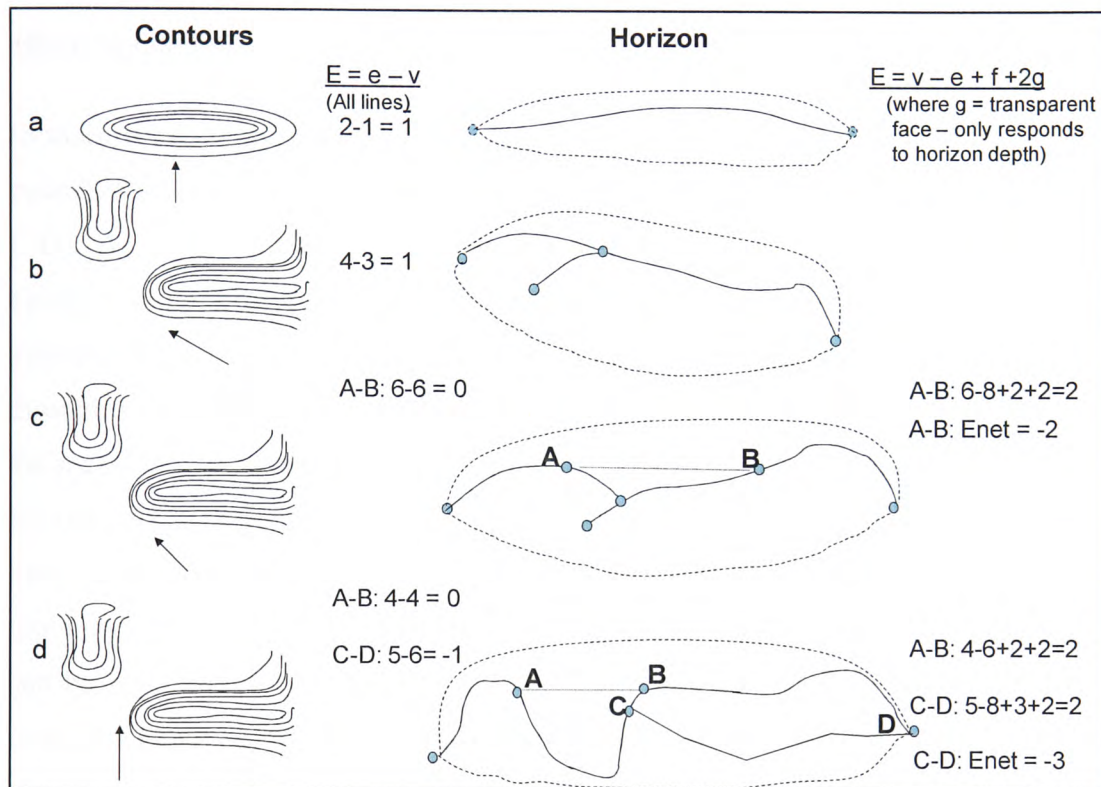 Contours
Horizon
E = e – v
(All lines)
E = v – e + f +2g
(where g = transparent
face – only responds
to horizon depth)
a
2-1 = 1
b
4-3 = 1
c
A-B: 6-6 = 0
A-B: 6-8+2+2=2
A-B: Enet = -2
A
B
d
A-B: 4-4 = 0
C-D: 5-6= -1
A
B
C
D
A-B: 4-6+2+2=2
C-D: 5-8+3+2=2
C-D: Enet = -3